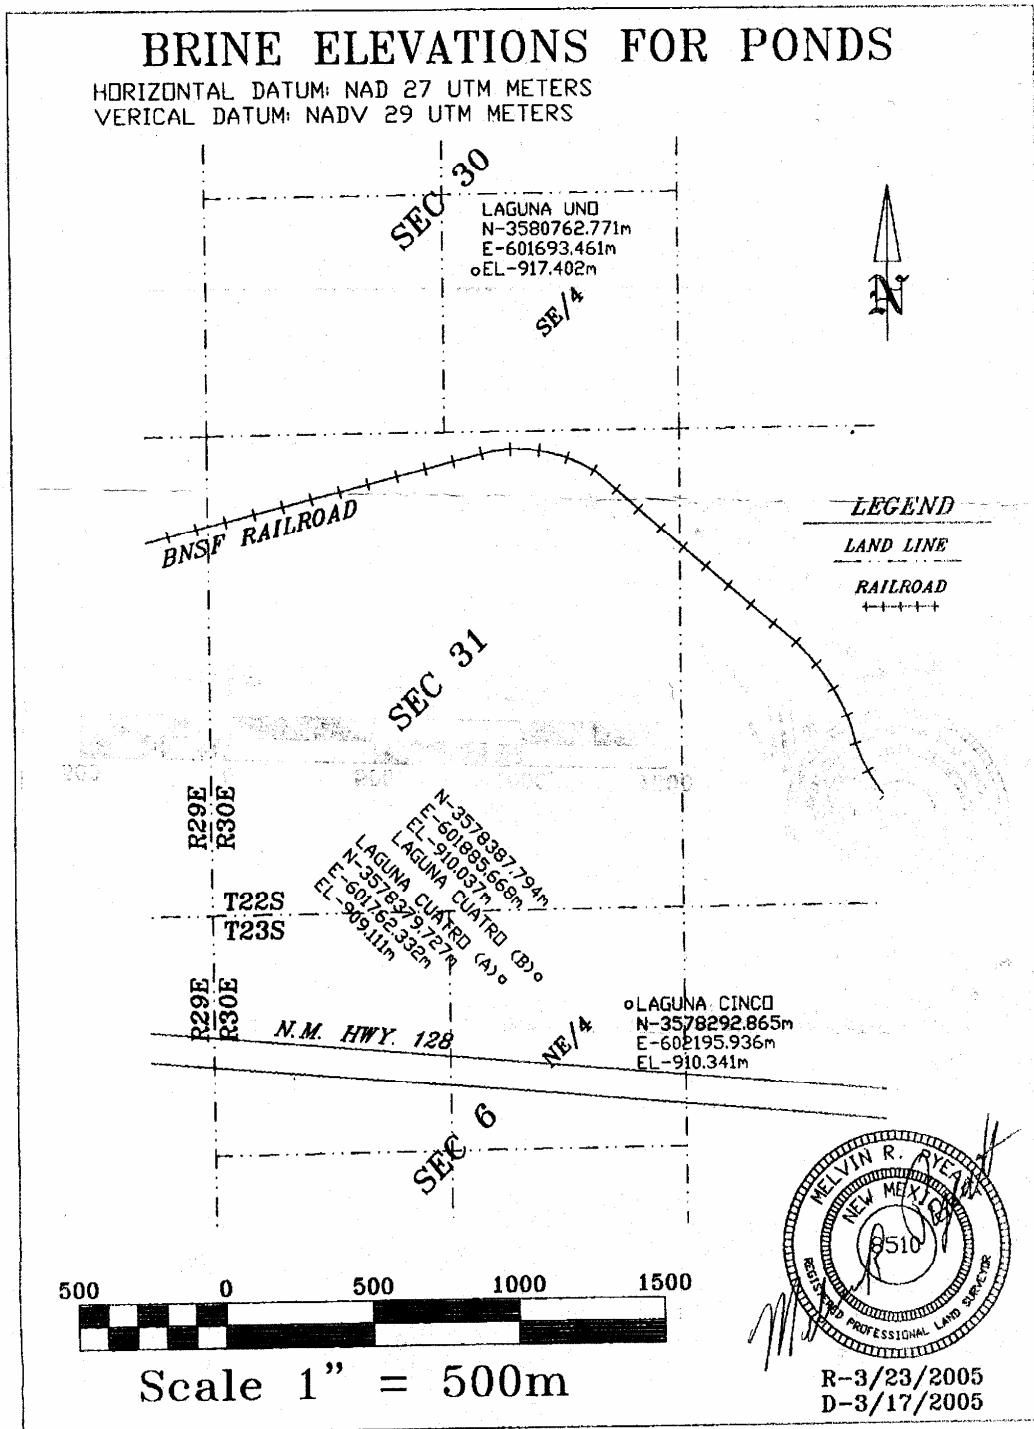 BRINE ELEVATIONS FOR PONDS
HORIZONTAL DATUM: NAD 27 UTM METERS
VERICAL DATUM: NADV 29 UTM METERS
SEC 30
LAGUNA UNO
N-3580762.771m
E-601693.461m
EL-917.402m
SE/4
N
BNSF RAILROAD
LEGEND
LAND LINE
RAILROAD
SEC 31
R29E
R30E
N-3578387.794m
E-601885.668m
EL-910.037m
LAGUNA CUATRO (B)
LAGUNA CUATRO (A)
N-3578379.727m
E-601762.332m
EL-909.111m
T22S
T23S
R29E
R30E
N.M. HWY. 128
NE/4
LAGUNA CINCO
N-3578292.865m
E-602195.936m
EL-910.341m
SEC 6
MELVIN R. PYEATT
NEW MEXICO
8510
REGISTERED PROFESSIONAL LAND SURVEYOR
500 0 500 1000 1500
Scale 1" = 500m
R-3/23/2005
D-3/17/2005